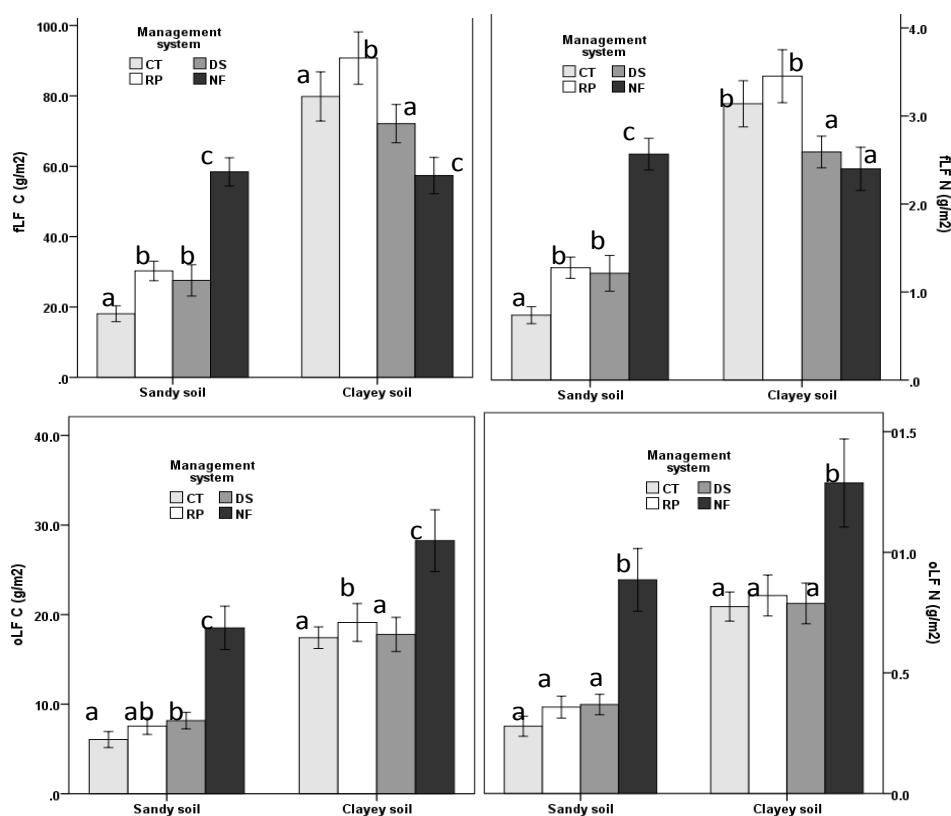 100.0
80.0
60.0
40.0
20.0
.0
fLF C (g/m2)
Management
system
CT DS
RP NF
a
b
b
c
a
b
a
c
Sandy soil Clayey soil
4.0
3.0
2.0
1.0
.0
fLF N (g/m2)
Management
system
CT DS
RP NF
a
b
b
c
b
b
a
a
Sandy soil Clayey soil
40.0
30.0
20.0
10.0
.0
oLF C (g/m2)
Management
system
CT DS
RP NF
a
ab
b
c
a
b
a
c
Sandy soil Clayey soil
01.5
01.0
0.5
0.0
oLF N (g/m2)
Management
system
CT DS
RP NF
a
a
a
b
a
a
a
b
Sandy soil Clayey soil